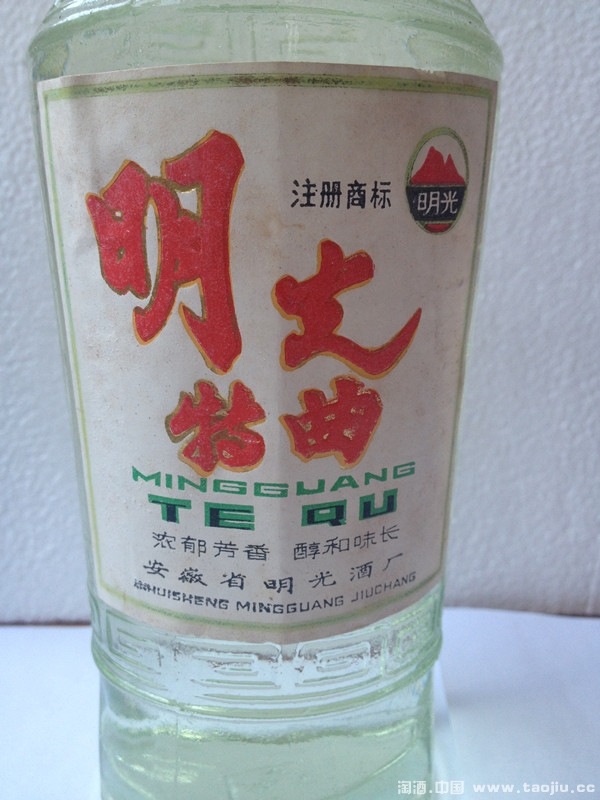 注册商标
明光
明光
特曲
MINGGUANG
TE QU
浓郁芳香 醇和味长
安徽省明光酒厂
ANHUISHENG MINGGUANG JIUCHANG
淘酒.中国 www.taojiu.cc